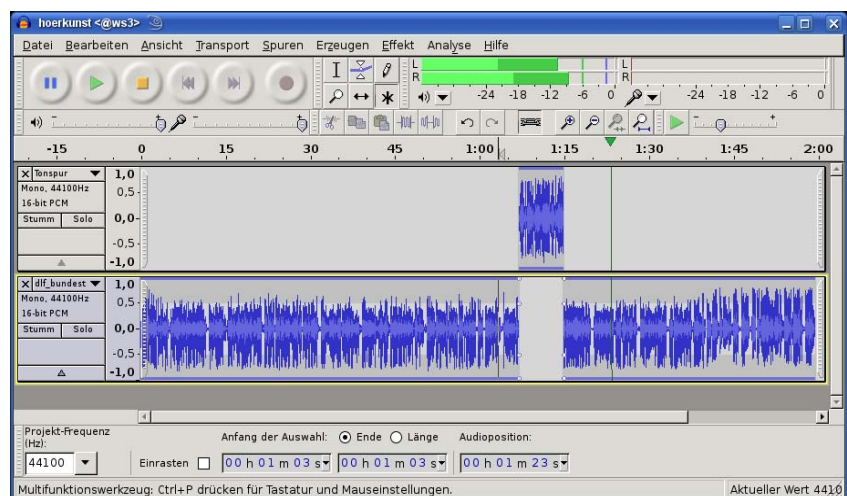 hoerkunst <@ws3>
Datei Bearbeiten Ansicht Transport Spuren Erzeugen Effekt Analyse Hilfe
L L
R R
-24 -18 -12 -6 0 -24 -18 -12 -6 0
-15 0 15 30 45 1:00 1:15 1:30 1:45 2:00
Tonspur
Mono, 44100Hz
16-bit PCM
Stumm Solo
1,0
0,5
0,0
-0,5
-1,0
dlf_bundest
Mono, 44100Hz
16-bit PCM
Stumm Solo
1,0
0,5
0,0
-0,5
-1,0
Projekt-Frequenz
(Hz):
Anfang der Auswahl: Ende Länge Audioposition:
44100 Einrasten 00 h 01 m 03 s 00 h 01 m 03 s 00 h 01 m 23 s
Multifunktionswerkzeug: Ctrl+P drücken für Tastatur und Mauseinstellungen. Aktueller Wert 4410